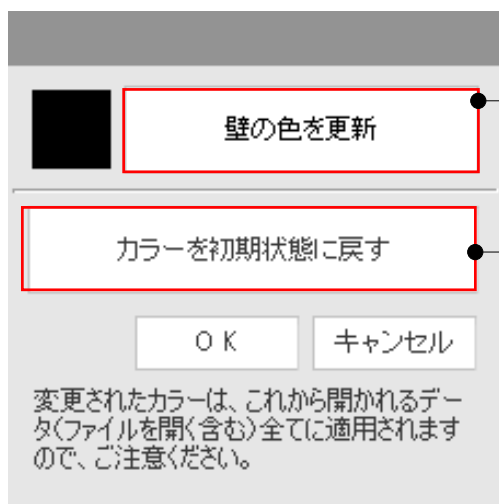 壁の色を更新
カラーを初期状態に戻す
ＯＫ
キャンセル
変更されたカラーは、これから開かれるデー
タ(ファイルを開く含む)全てに適用されます
ので、ご注意ください。